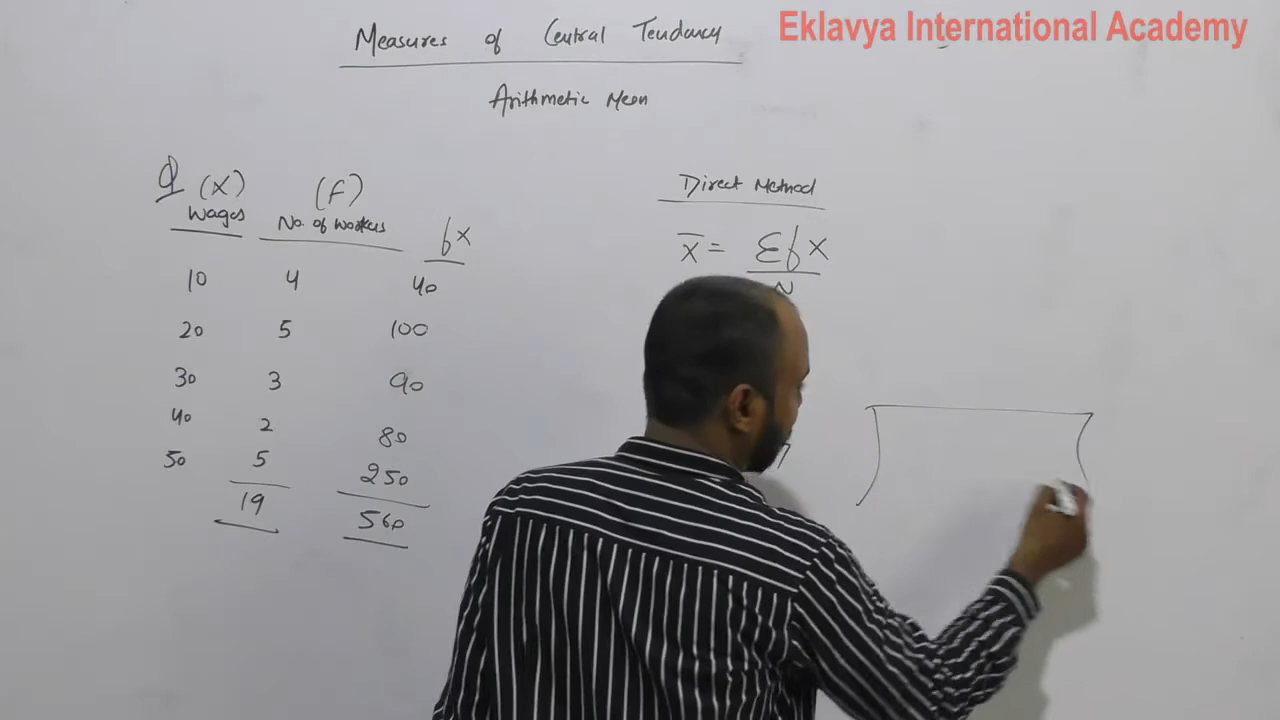 Eklavya International Academy
Measures of Central Tendancy
Arithmetic Mean
Q (X) (F)
Wages No. of workers fx
10 4 40
20 5 100
30 3 90
40 2 80
50 5 250
19 560
Direct Method
x̄ = Σfx
N